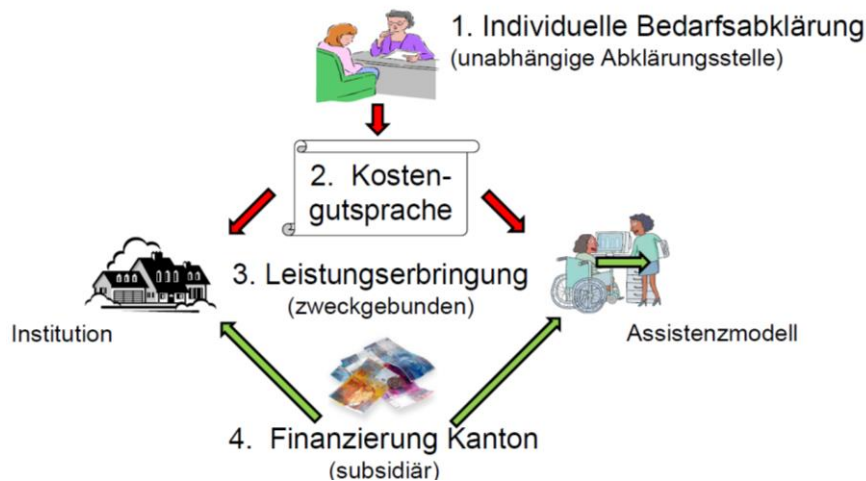 1. Individuelle Bedarfsabklärung
(unabhängige Abklärungsstelle)
2. Kosten-
gutsprache
3. Leistungserbringung
(zweckgebunden)
Institution
Assistenzmodell
4. Finanzierung Kanton
(subsidiär)